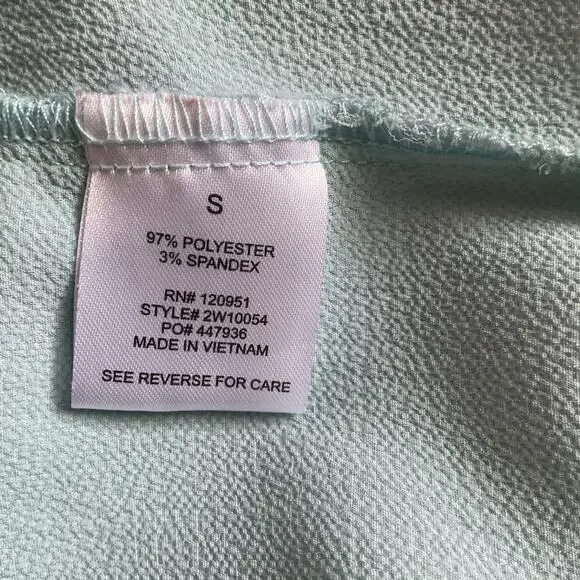 S
97% POLYESTER
3% SPANDEX
RN# 120951
STYLE# 2W10054
PO# 447936
MADE IN VIETNAM
SEE REVERSE FOR CARE